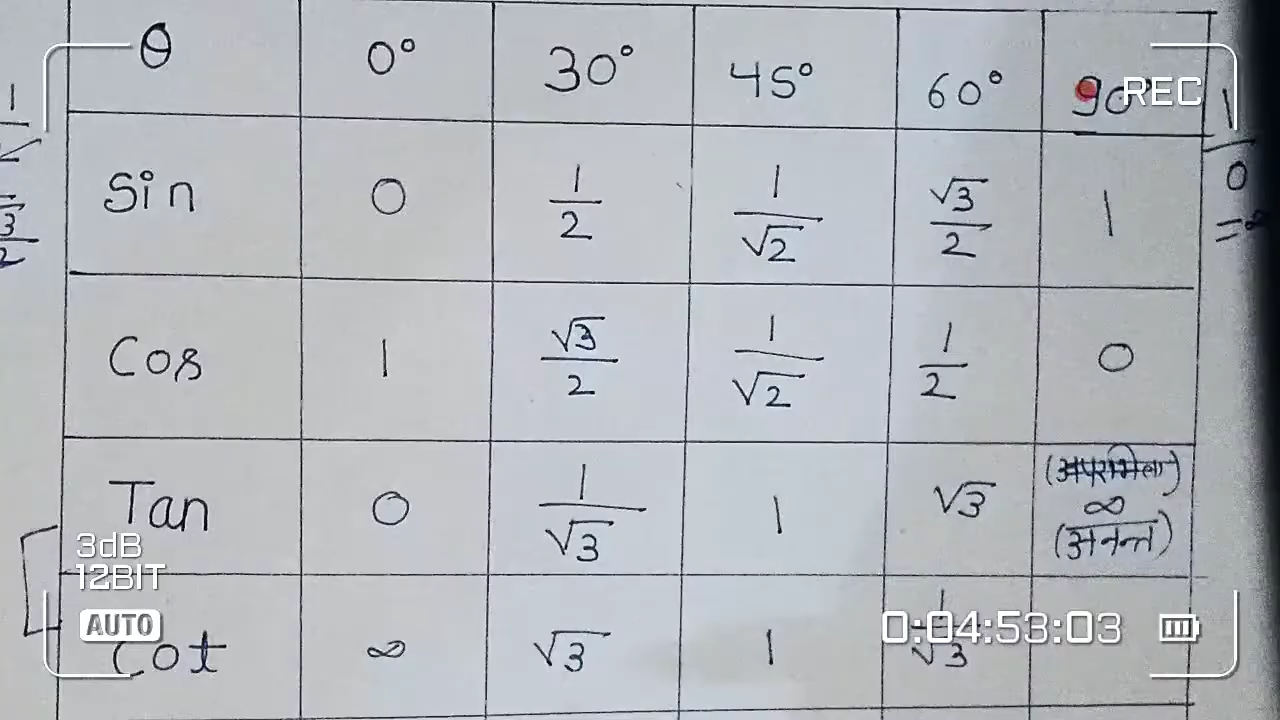 θ 0° 30° 45° 60° 90°
REC
Sin 0 1/2 1/√2 √3/2 1
Cos 1 √3/2 1/√2 1/2 0
Tan 0 1/√3 1 √3 ∞ (अनन्त)
Cot ∞ √3 1 1/√3
1/0 =
3dB
12BIT
AUTO
0:04:53:03